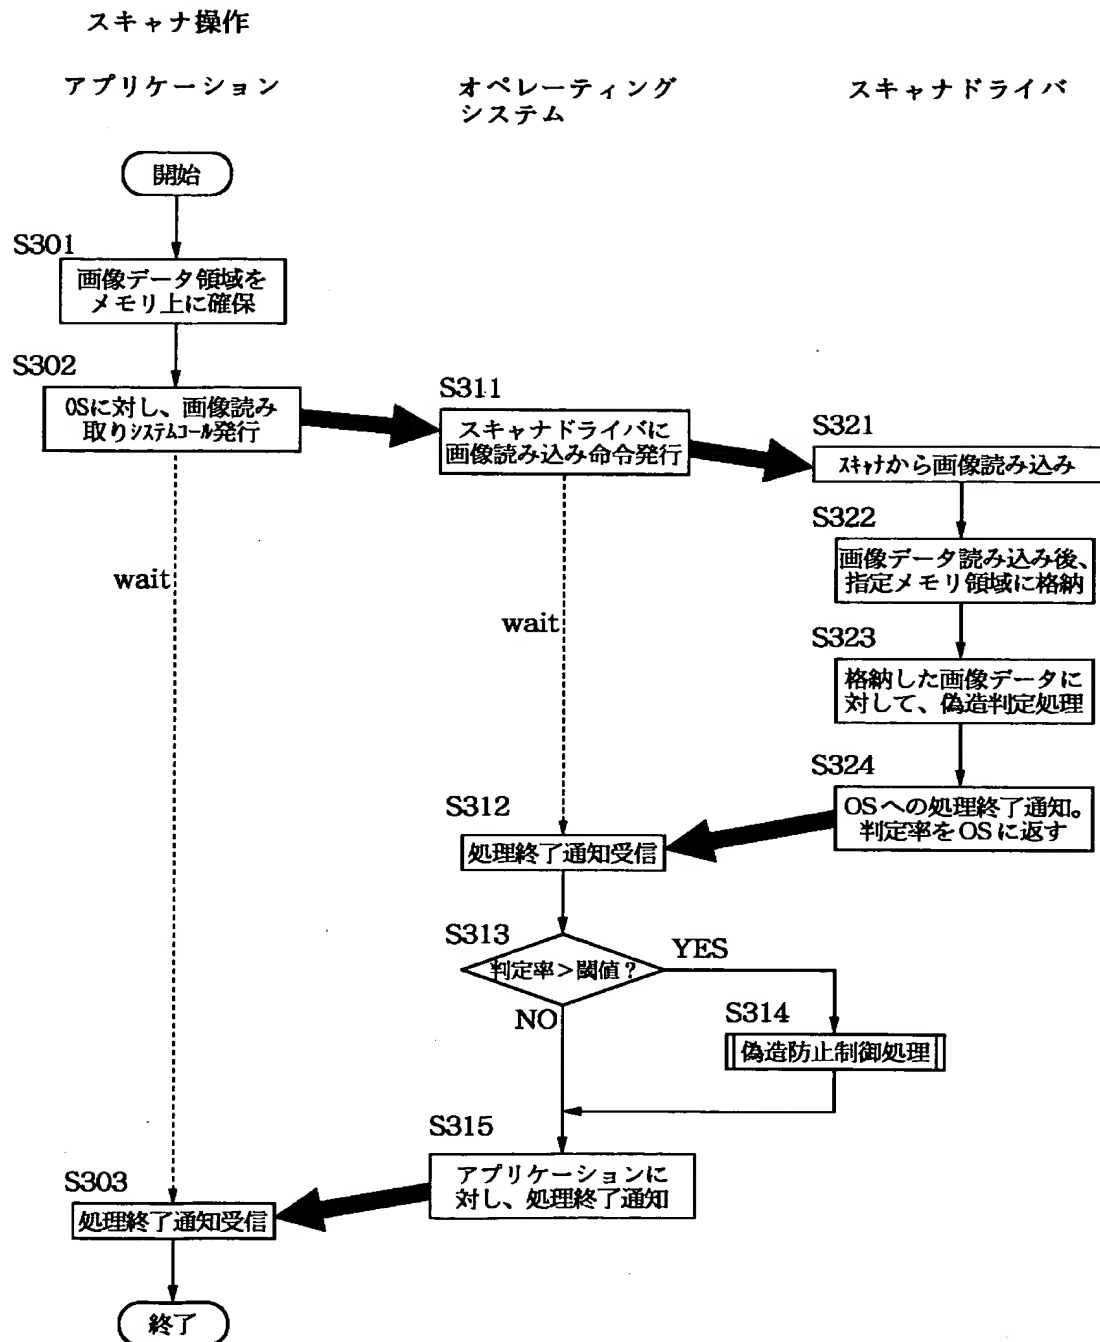 スキャナ操作
アプリケーション
オペレーティング
システム
スキャナドライバ
開始
S301
画像データ領域を
メモリ上に確保
S302
OSに対し、画像読み
取りシステムコール発行
S311
スキャナドライバに
画像読み込み命令発行
S321
スキャナから画像読み込み
S322
画像データ読み込み後、
指定メモリ領域に格納
wait
wait
S323
格納した画像データに
対して、偽造判定処理
S324
OSへの処理終了通知。
判定率をOSに返す
S312
処理終了通知受信
S313
判定率>閾値?
YES
NO
S314
偽造防止制御処理
S315
アプリケーションに
対し、処理終了通知
S303
処理終了通知受信
終了